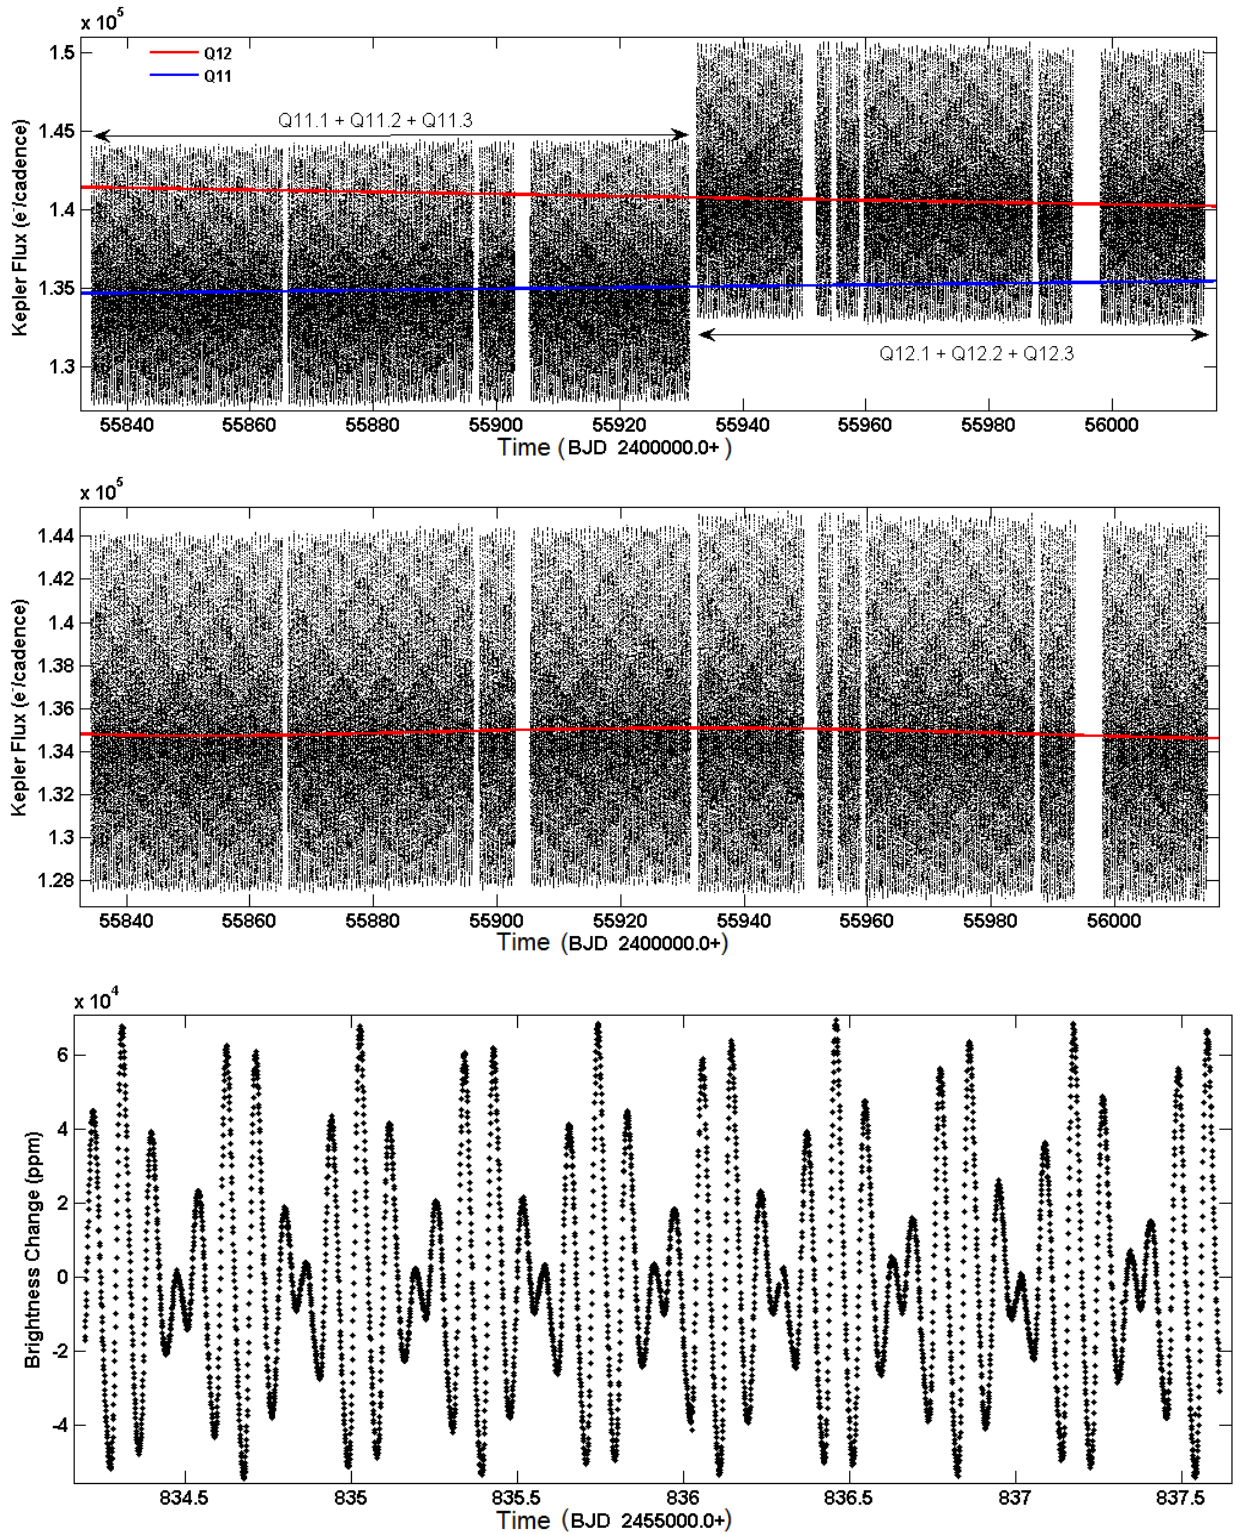 x 10^5
Q12
Q11
Q11.1 + Q11.2 + Q11.3
1.5
1.45
1.4
1.35
1.3
Kepler Flux (e^-/cadence)
Q12.1 + Q12.2 + Q12.3
55840 55860 55880 55900 55920 55940 55960 55980 56000
Time (BJD 2400000.0+)
x 10^5
1.44
1.42
1.4
1.38
1.36
1.34
1.32
1.3
1.28
Kepler Flux (e^-/cadence)
55840 55860 55880 55900 55920 55940 55960 55980 56000
Time (BJD 2400000.0+)
x 10^4
6
4
2
0
-2
-4
Brightness Change (ppm)
834.5 835 835.5 836 836.5 837 837.5
Time (BJD 2455000.0+)